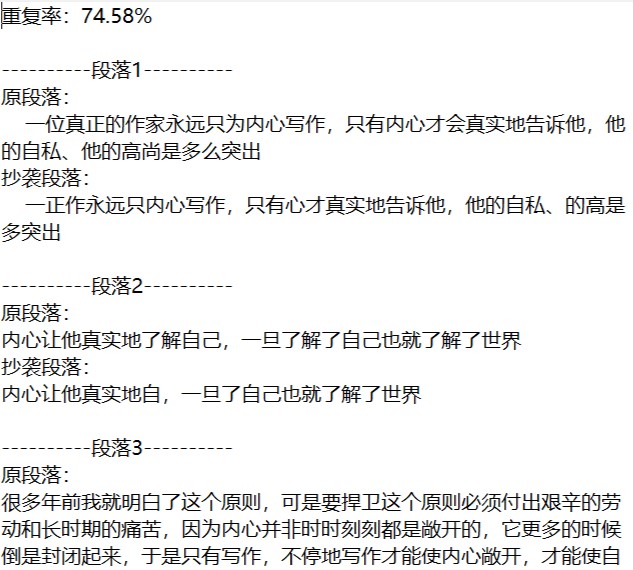 重复率：74.58%
----------段落1----------
原段落：
一位真正的作家永远只为内心写作，只有内心才会真实地告诉他，他
的自私、他的高尚是多么突出
抄袭段落：
一正作永远只内心写作，只有心才真实地告诉他，他的自私、的高是
多突出
----------段落2----------
原段落：
内心让他真实地了解自己，一旦了解了自己也就了解了世界
抄袭段落：
内心让他真实地自，一旦了自己也就了解了世界
----------段落3----------
原段落：
很多年前我就明白了这个原则，可是要捍卫这个原则必须付出艰辛的劳
动和长时期的痛苦，因为内心并非时时刻刻都是敞开的，它更多的时候
倒是封闭起来，于是只有写作，不停地写作才能使内心敞开，才能使自